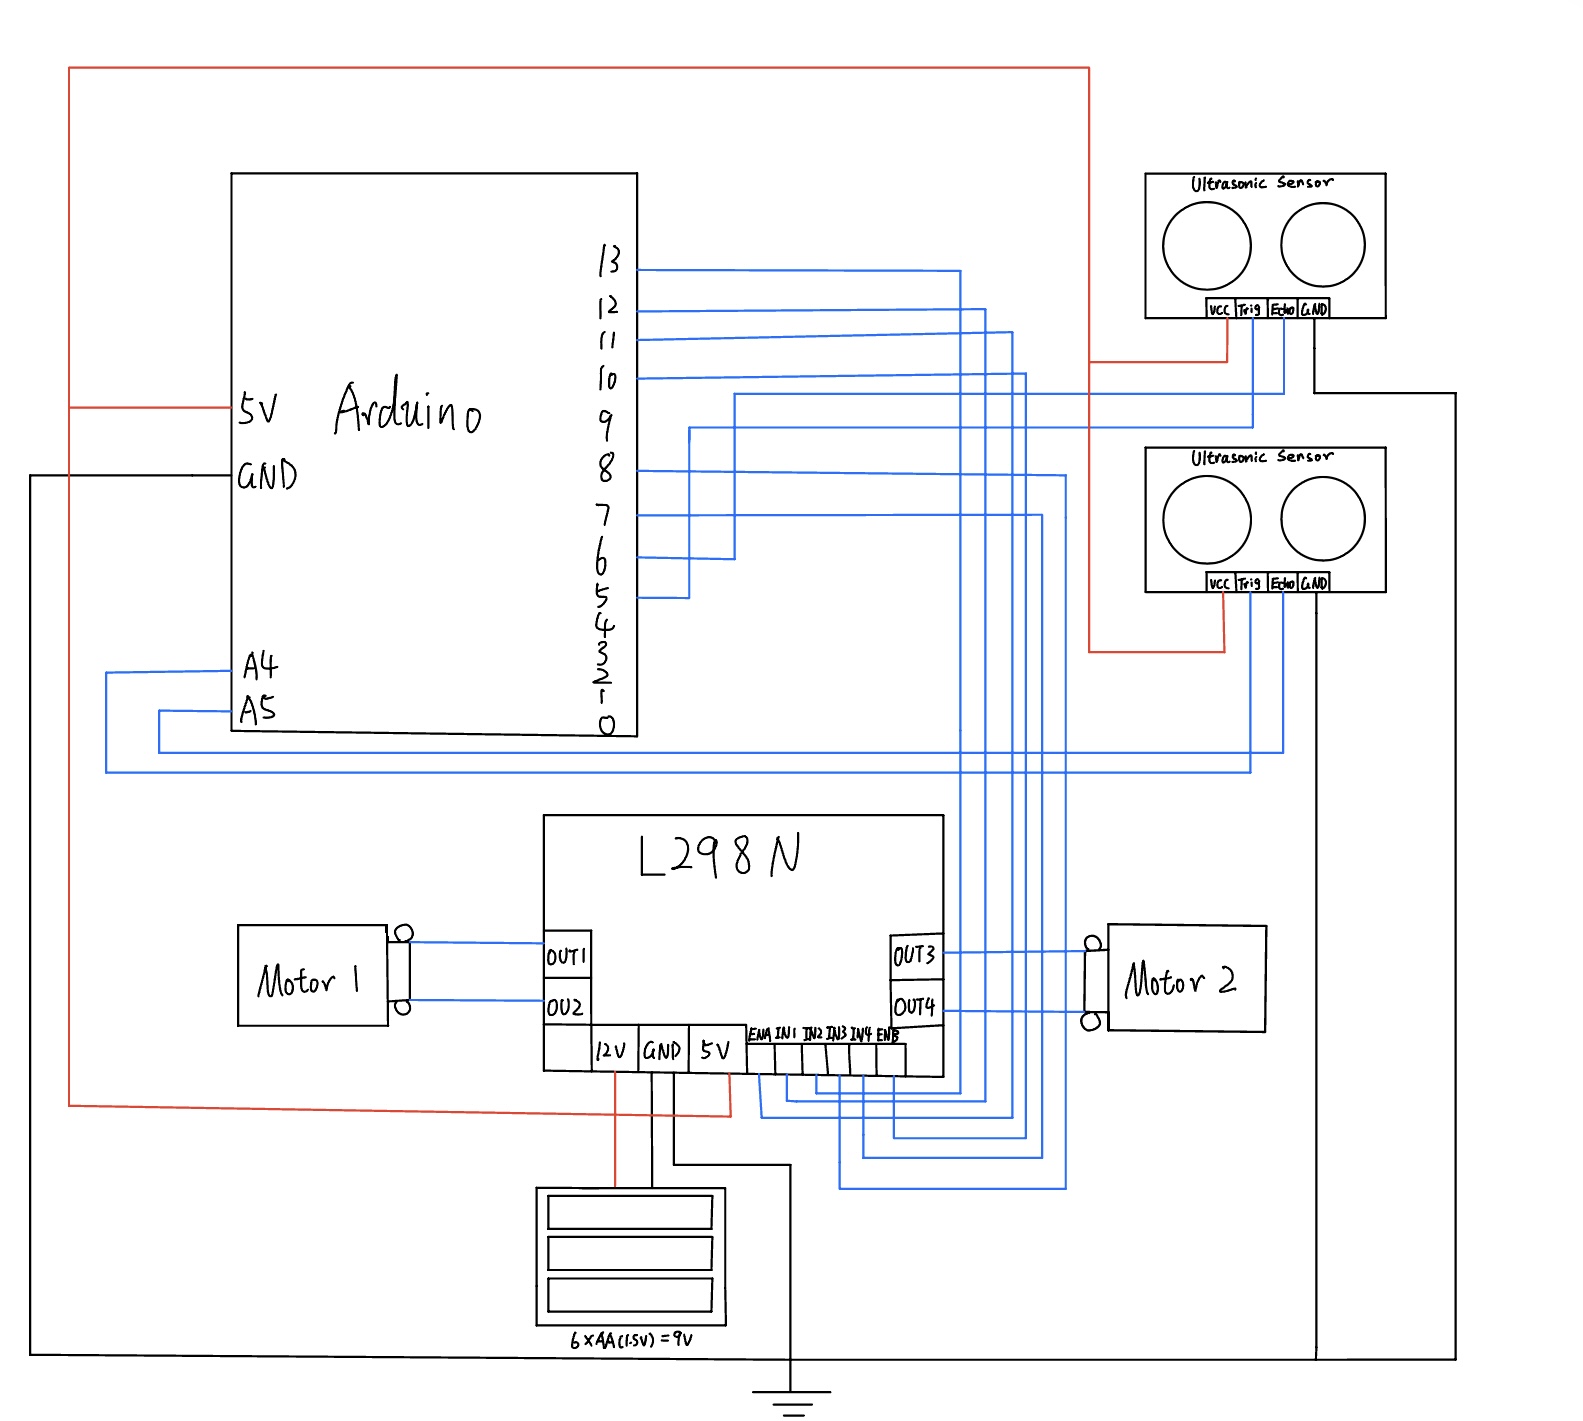 Ultrasonic Sensor
VCC Trig Echo GND
13
12
11
10
9
8
7
6
5
4
3
2
1
0
5V
Arduino
GND
A4
A5
Ultrasonic Sensor
VCC Trig Echo GND
L298N
Motor 1
OUT1
OU2
OUT3
OUT4
Motor 2
12V GND 5V
ENA IN1 IN2 IN3 IN4 ENB
6XAA(1.5V)=9V